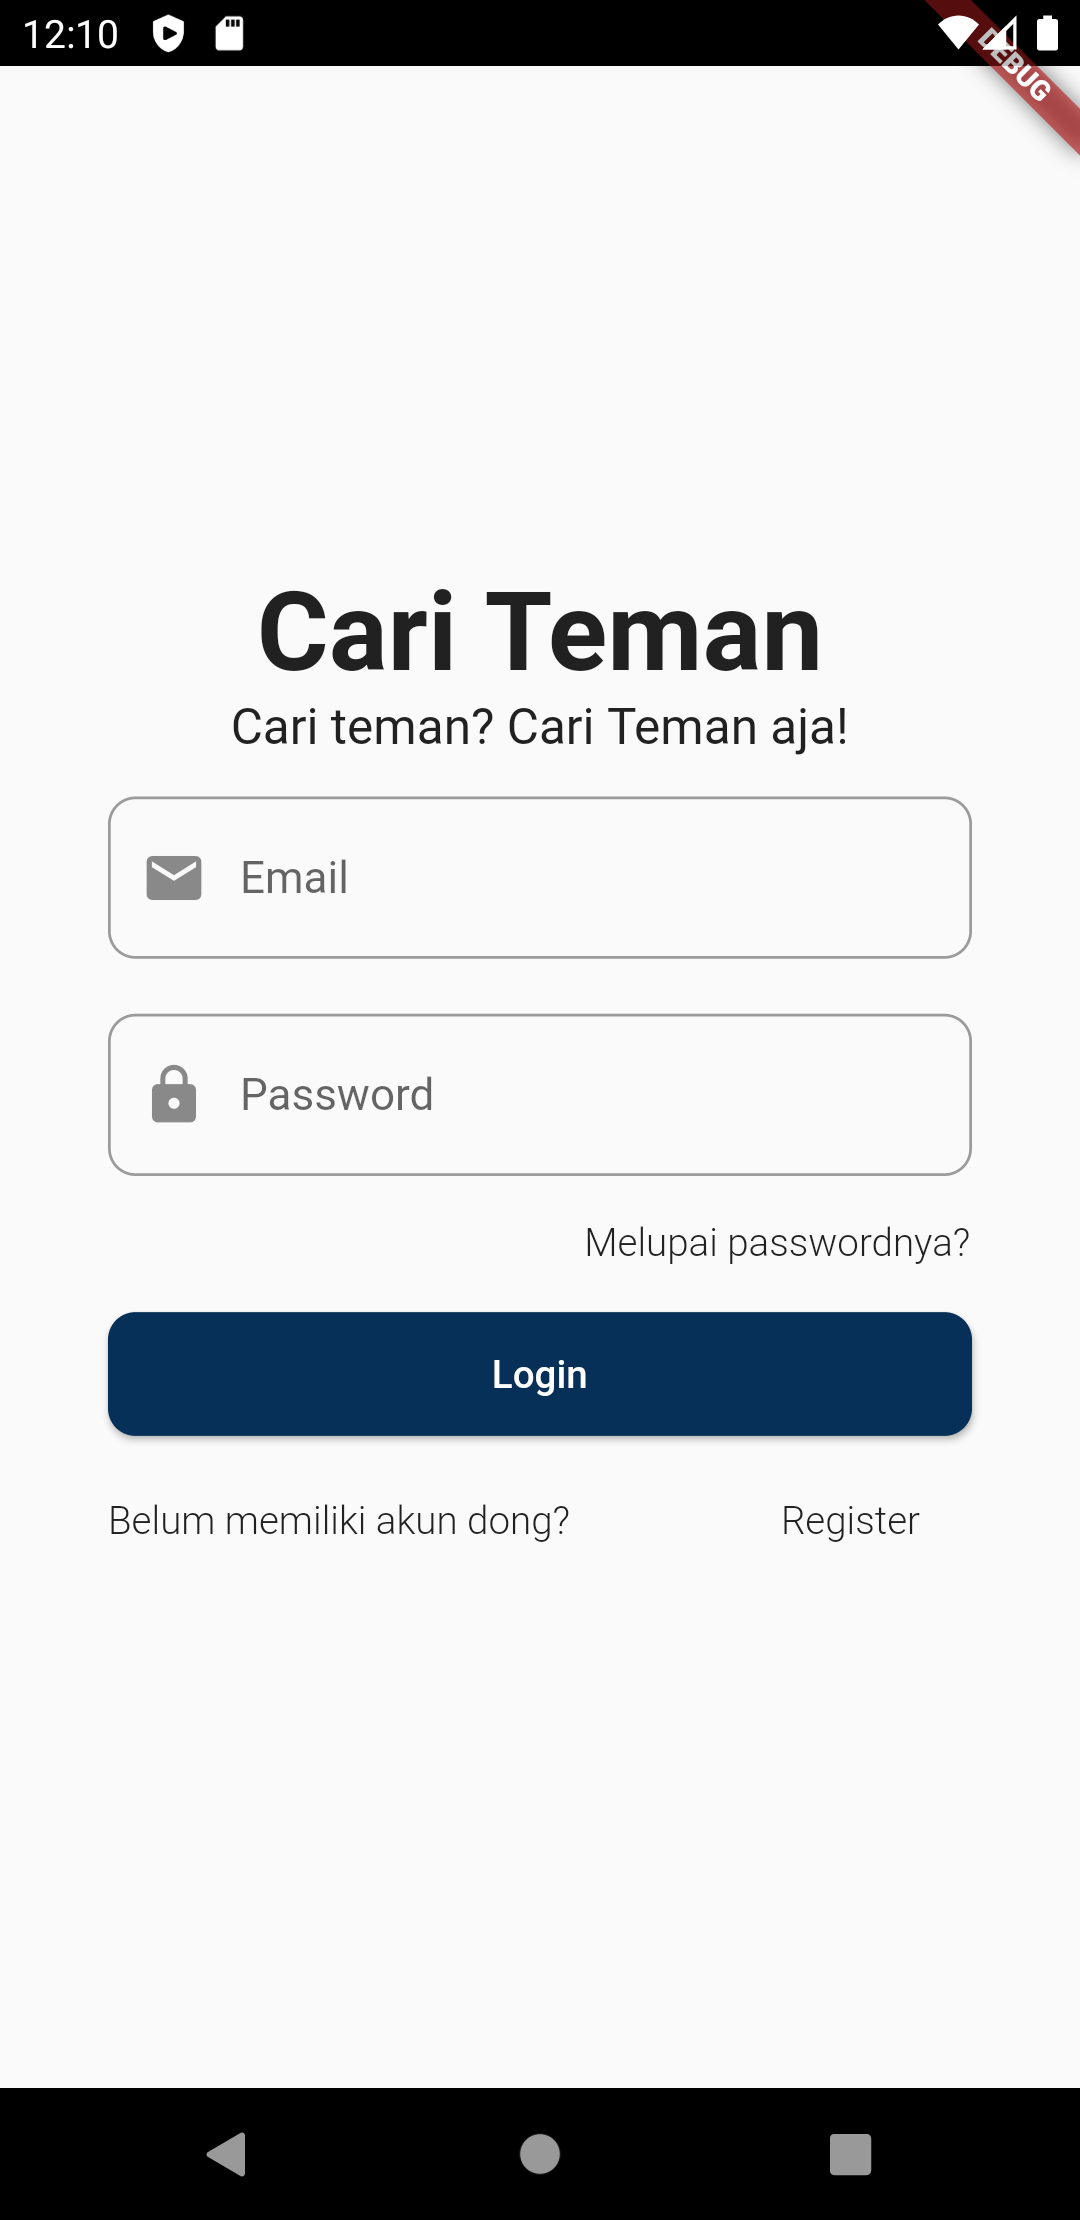 12:10
DEBUG
Cari Teman
Cari teman? Cari Teman aja!
Email
Password
Melupai passwordnya?
Login
Belum memiliki akun dong? Register